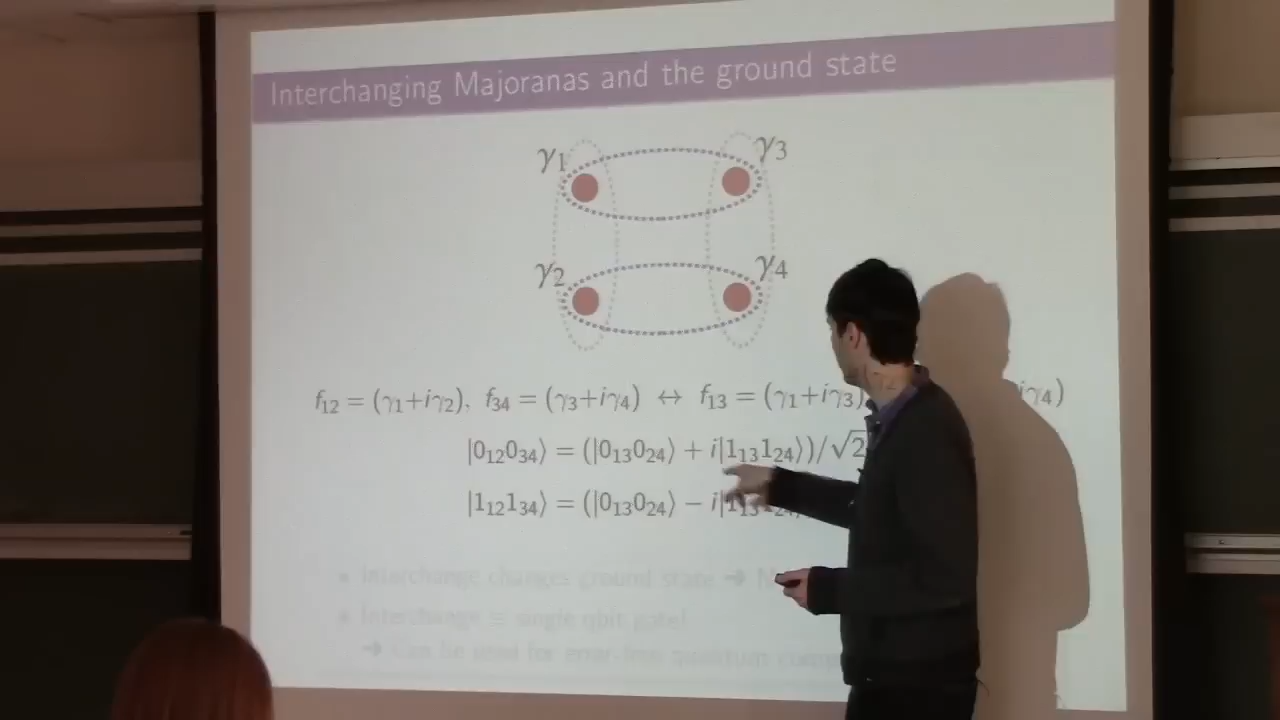 Interchanging Majoranas and the ground state
γ1 γ3
γ2 γ4
f12 = (γ1+iγ2), f34 = (γ3+iγ4) ↔ f13 = (γ1+iγ3) iγ4)
|012034⟩ = (|013024⟩ + i|113124⟩)/√2
|112134⟩ = (|013024⟩ − i|113124⟩
• Interchange changes ground state ➔
• Interchange ≡ single qbit gate!
➔ Can be used for error-less quantum